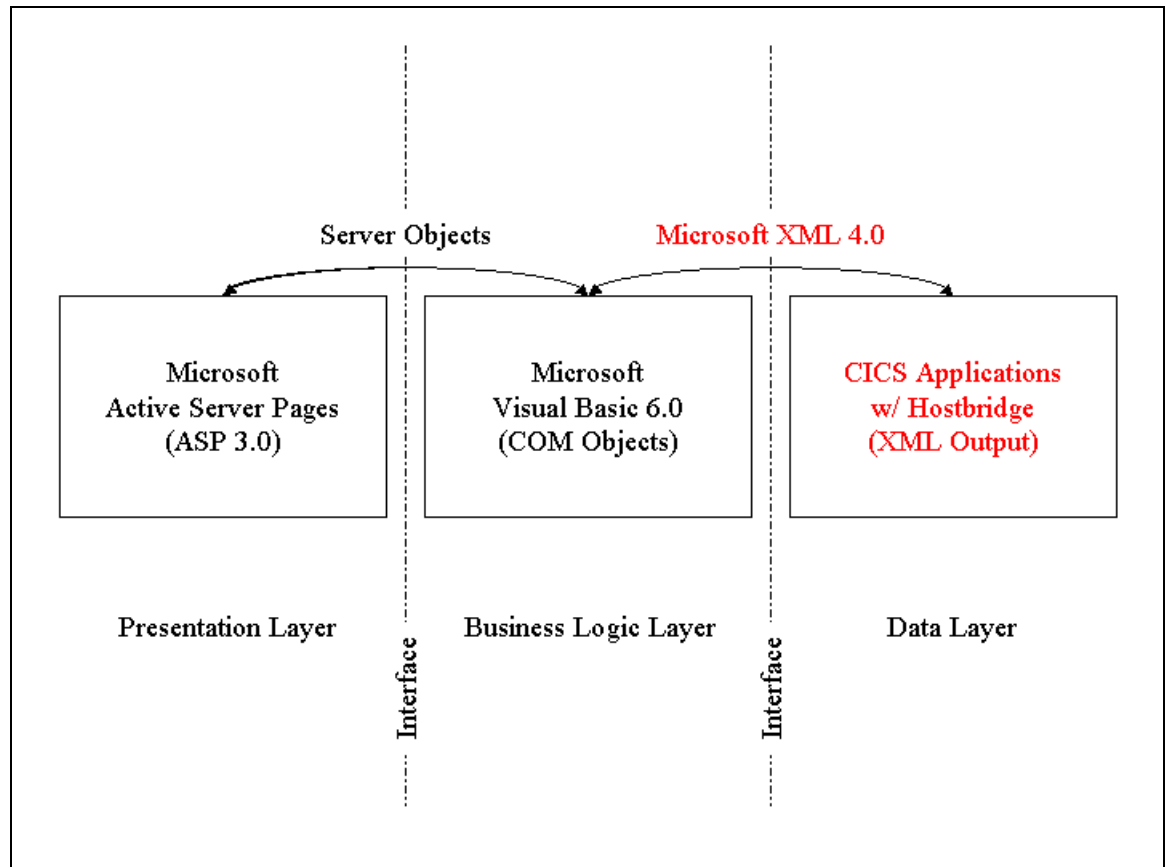 Server Objects
Microsoft XML 4.0
Microsoft
Active Server Pages
(ASP 3.0)
Microsoft
Visual Basic 6.0
(COM Objects)
CICS Applications
w/ Hostbridge
(XML Output)
Presentation Layer
Business Logic Layer
Data Layer
Interface
Interface